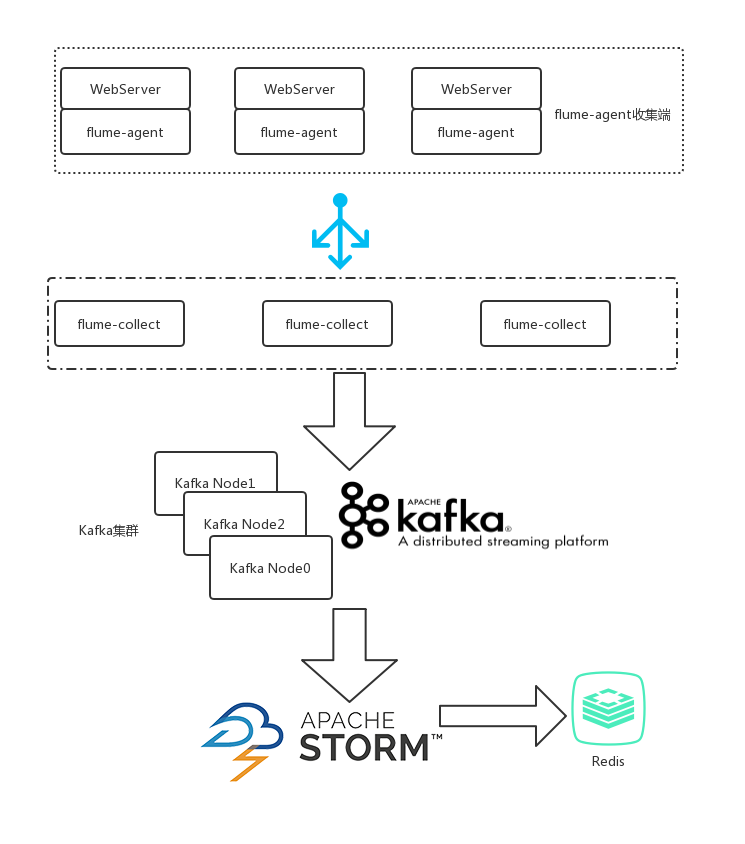 WebServer
WebServer
WebServer
flume-agent
flume-agent
flume-agent
flume-agent收集端
flume-collect
flume-collect
flume-collect
Kafka Node1
Kafka Node2
Kafka Node0
Kafka集群
APACHE
kafka®
A distributed streaming platform
APACHE
STORM™
Redis